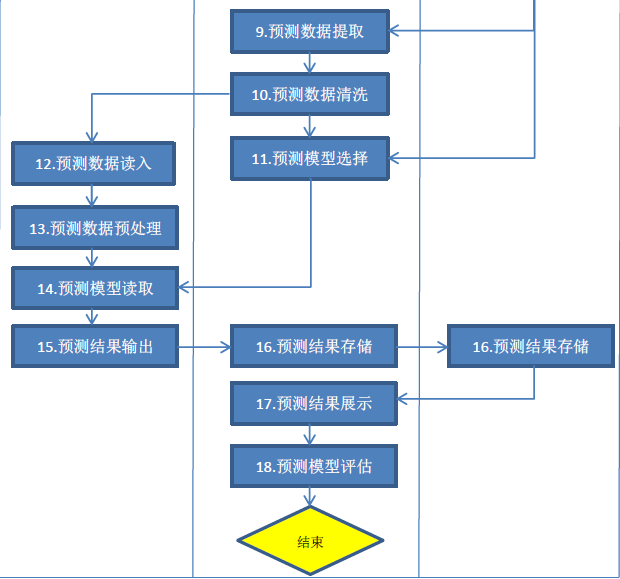 9.预测数据提取
10.预测数据清洗
11.预测模型选择
12.预测数据读入
13.预测数据预处理
14.预测模型读取
15.预测结果输出
16.预测结果存储
16.预测结果存储
17.预测结果展示
18.预测模型评估
结束